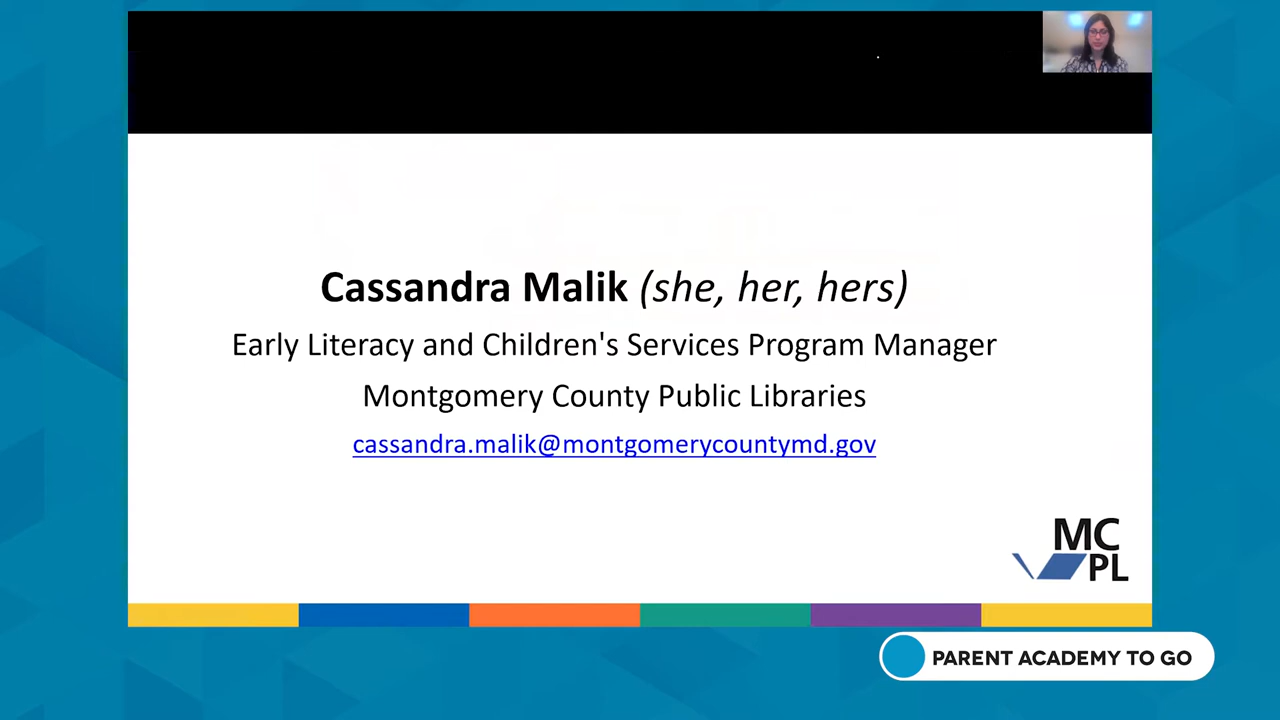 Cassandra Malik (she, her, hers)
Early Literacy and Children's Services Program Manager
Montgomery County Public Libraries
cassandra.malik@montgomerycountymd.gov
MC
PL
PARENT ACADEMY TO GO